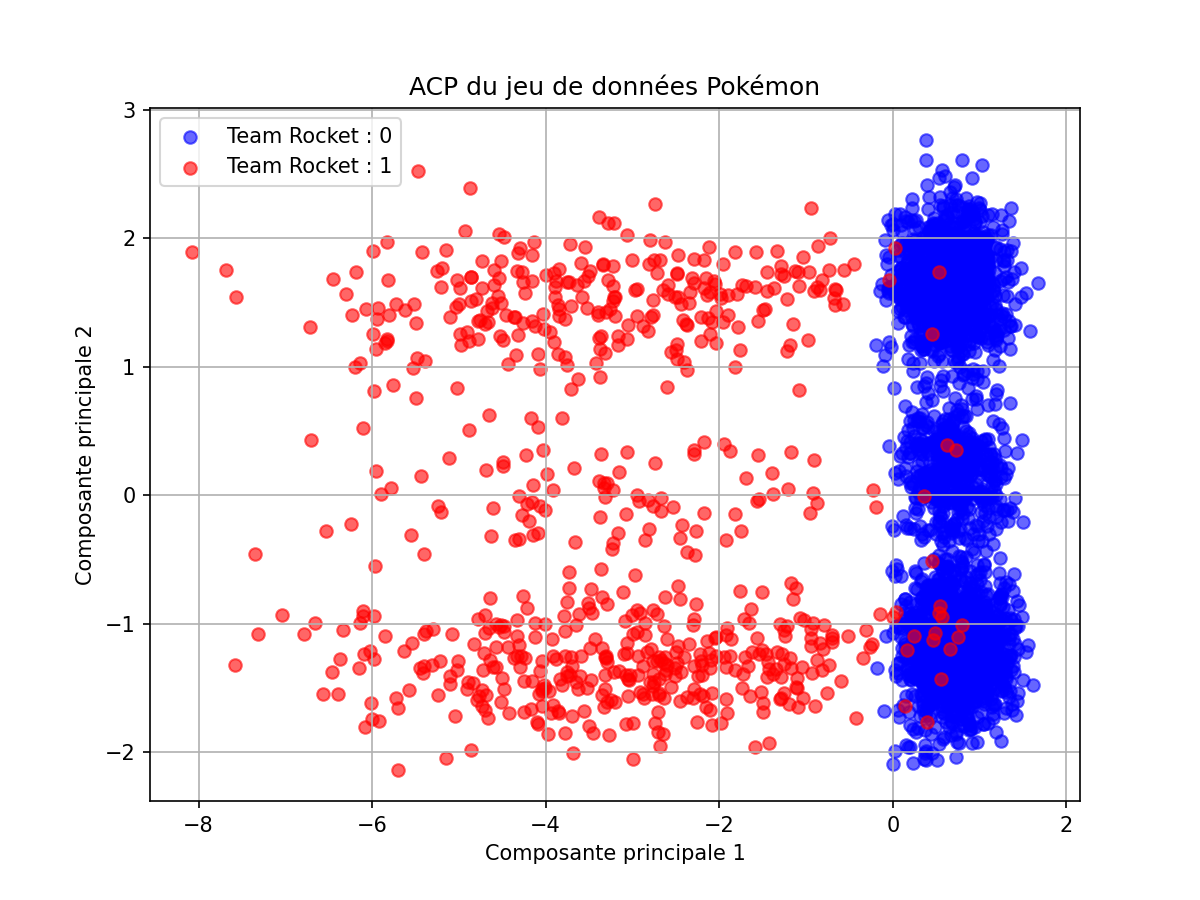 ACP du jeu de données Pokémon
Team Rocket : 0
Team Rocket : 1
3
2
1
0
−1
−2
Composante principale 2
−8
−6
−4
−2
0
2
Composante principale 1